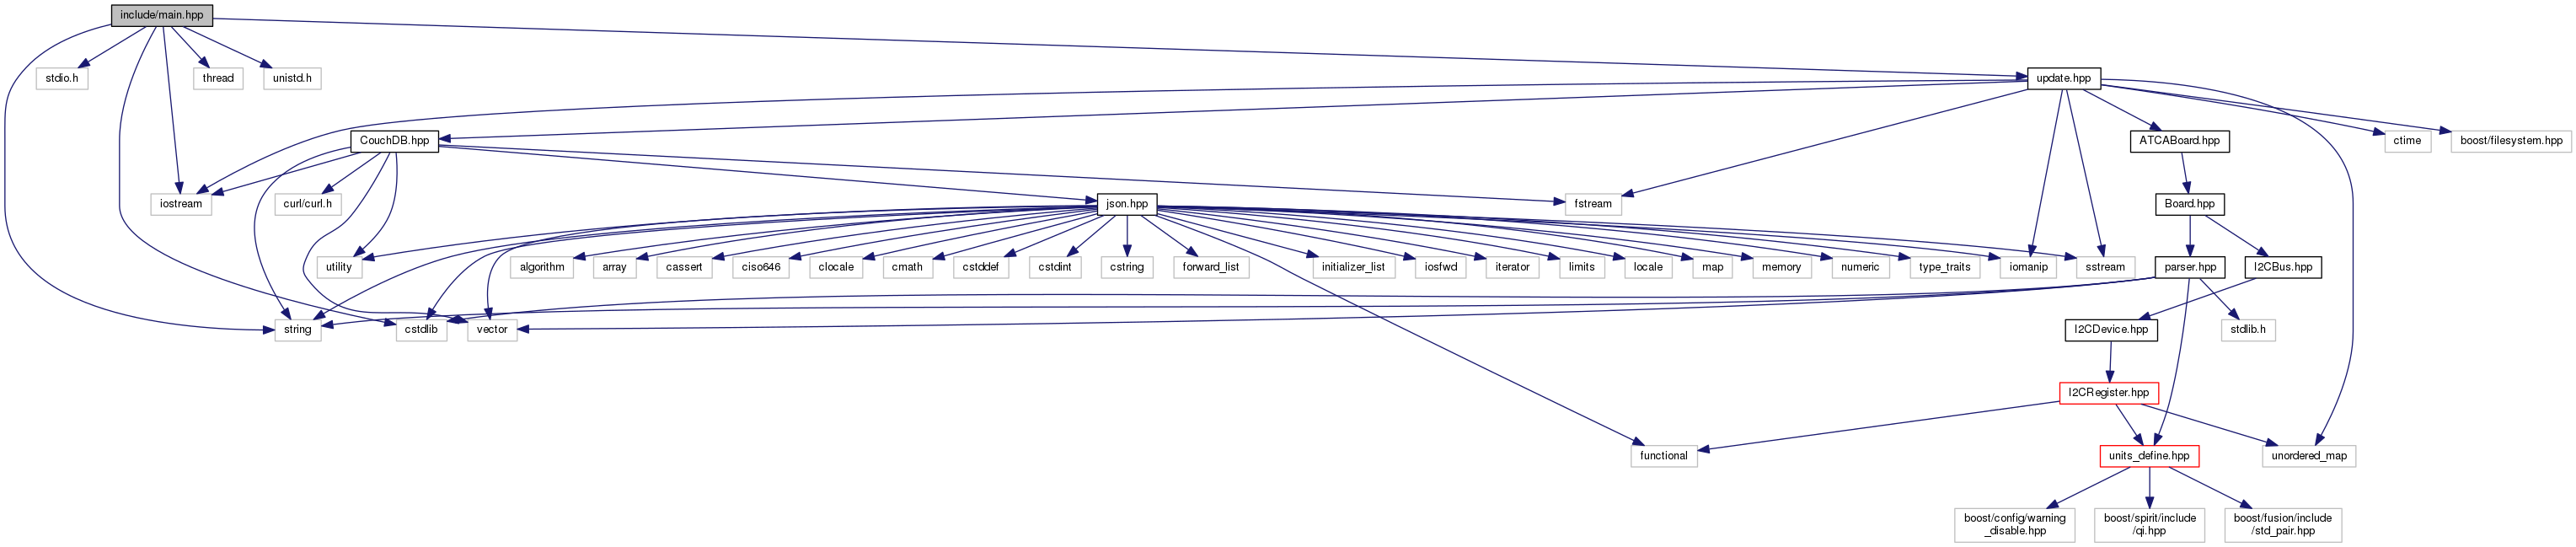 include/main.hpp
stdio.h
thread
unistd.h
update.hpp
CouchDB.hpp
ATCABoard.hpp
ctime
boost/filesystem.hpp
iostream
curl/curl.h
json.hpp
fstream
Board.hpp
utility
algorithm
array
cassert
ciso646
clocale
cmath
cstddef
cstdint
cstring
forward_list
initializer_list
iosfwd
iterator
limits
locale
map
memory
numeric
type_traits
iomanip
sstream
parser.hpp
I2CBus.hpp
string
cstdlib
vector
I2CDevice.hpp
stdlib.h
I2CRegister.hpp
functional
units_define.hpp
unordered_map
boost/config/warning
_disable.hpp
boost/spirit/include
/qi.hpp
boost/fusion/include
/std_pair.hpp